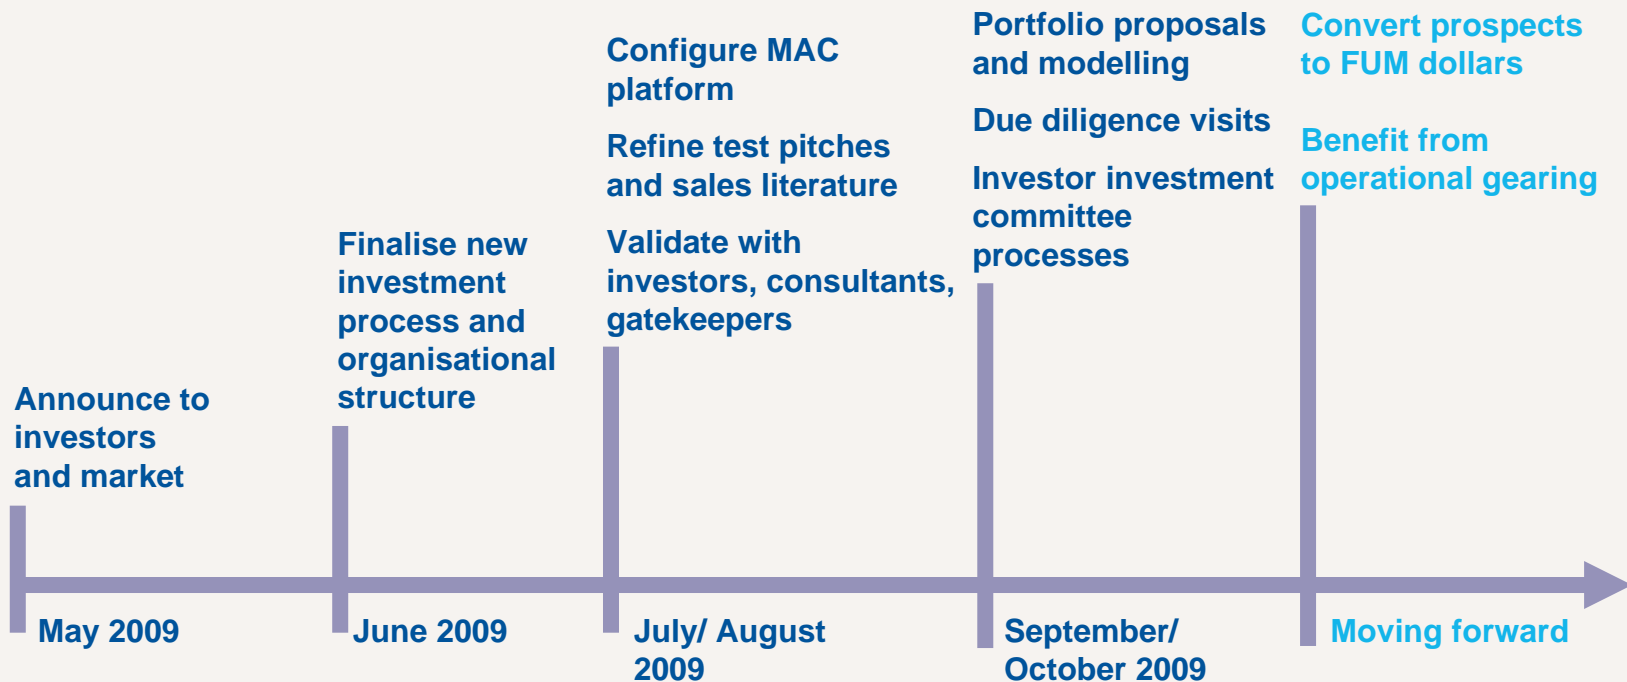 Announce to
investors
and market
May 2009
Finalise new
investment
process and
organisational
structure
June 2009
Configure MAC
platform
Refine test pitches
and sales literature
Validate with
investors, consultants,
gatekeepers
July/ August
2009
Portfolio proposals
and modelling
Due diligence visits
Investor investment
committee
processes
September/
October 2009
Convert prospects
to FUM dollars
Benefit from
operational gearing
Moving forward